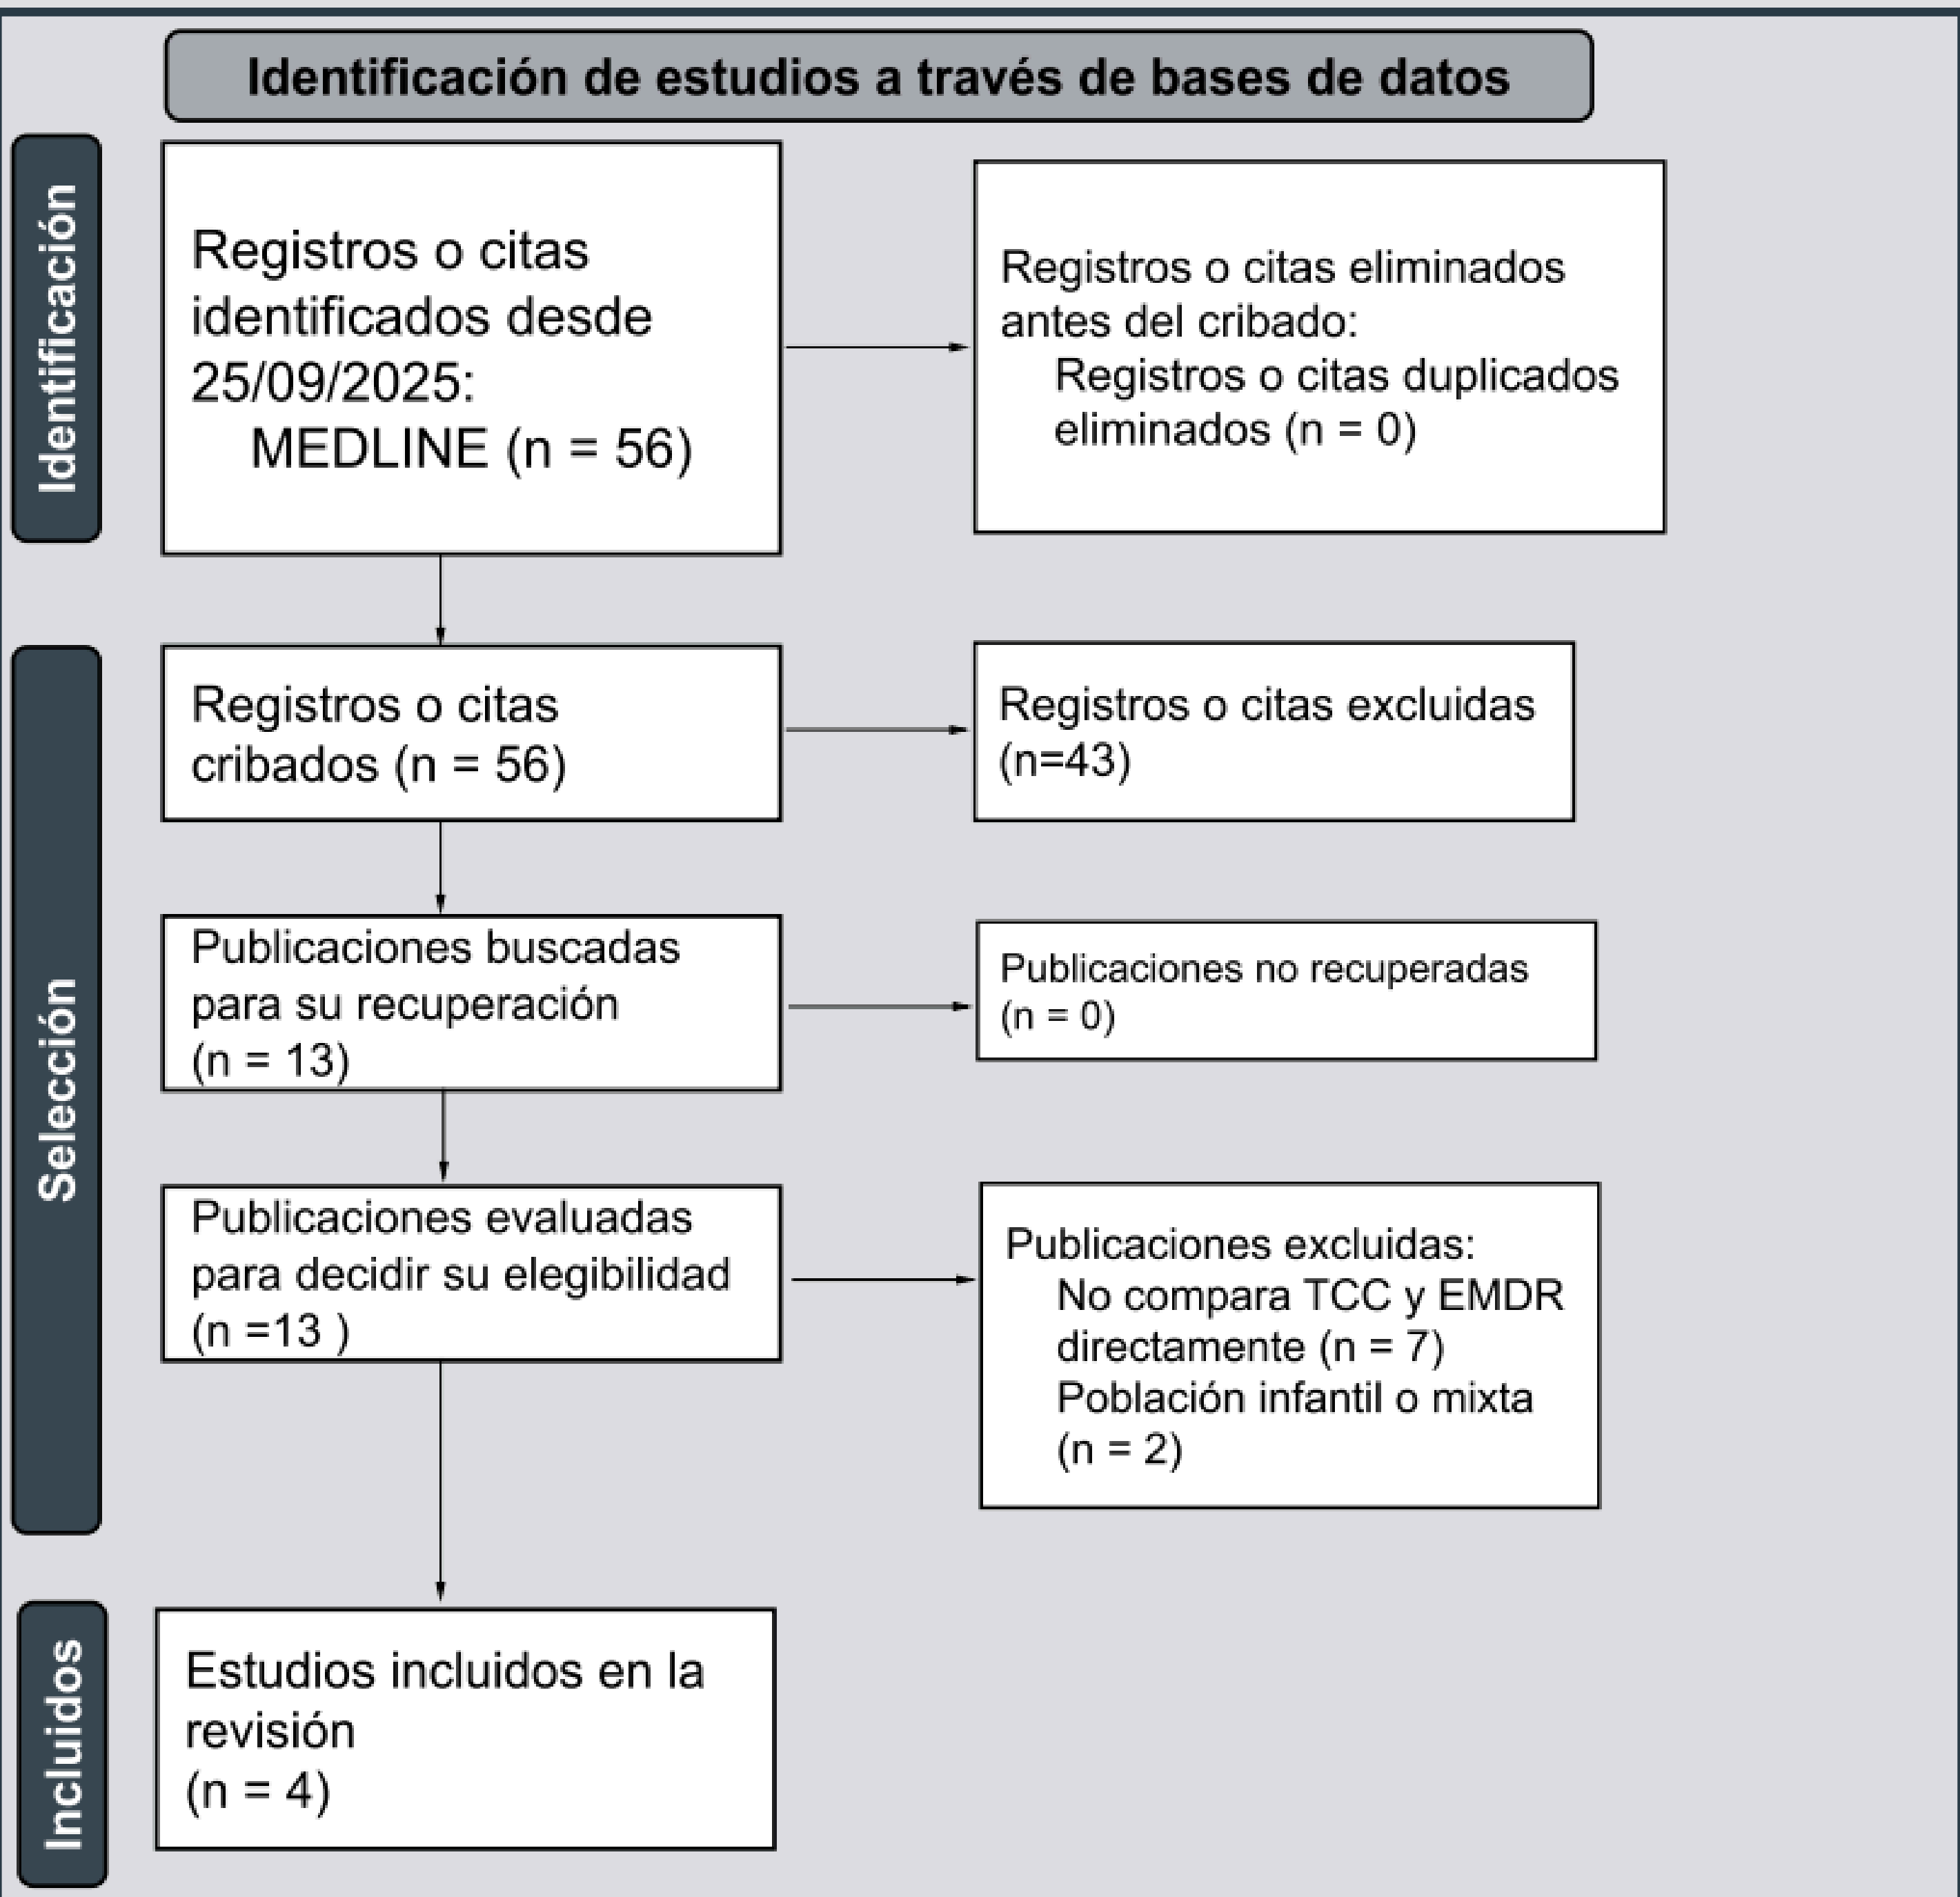 Identificación de estudios a través de bases de datos
Identificación
Registros o citas
identificados desde
25/09/2025:
MEDLINE (n = 56)
Registros o citas eliminados
antes del cribado:
Registros o citas duplicados
eliminados (n = 0)
Selección
Registros o citas
cribados (n = 56)
Registros o citas excluidas
(n=43)
Publicaciones buscadas
para su recuperación
(n = 13)
Publicaciones no recuperadas
(n = 0)
Publicaciones evaluadas
para decidir su elegibilidad
(n =13 )
Publicaciones excluidas:
No compara TCC y EMDR
directamente (n = 7)
Población infantil o mixta
(n = 2)
Incluidos
Estudios incluidos en la
revisión
(n = 4)